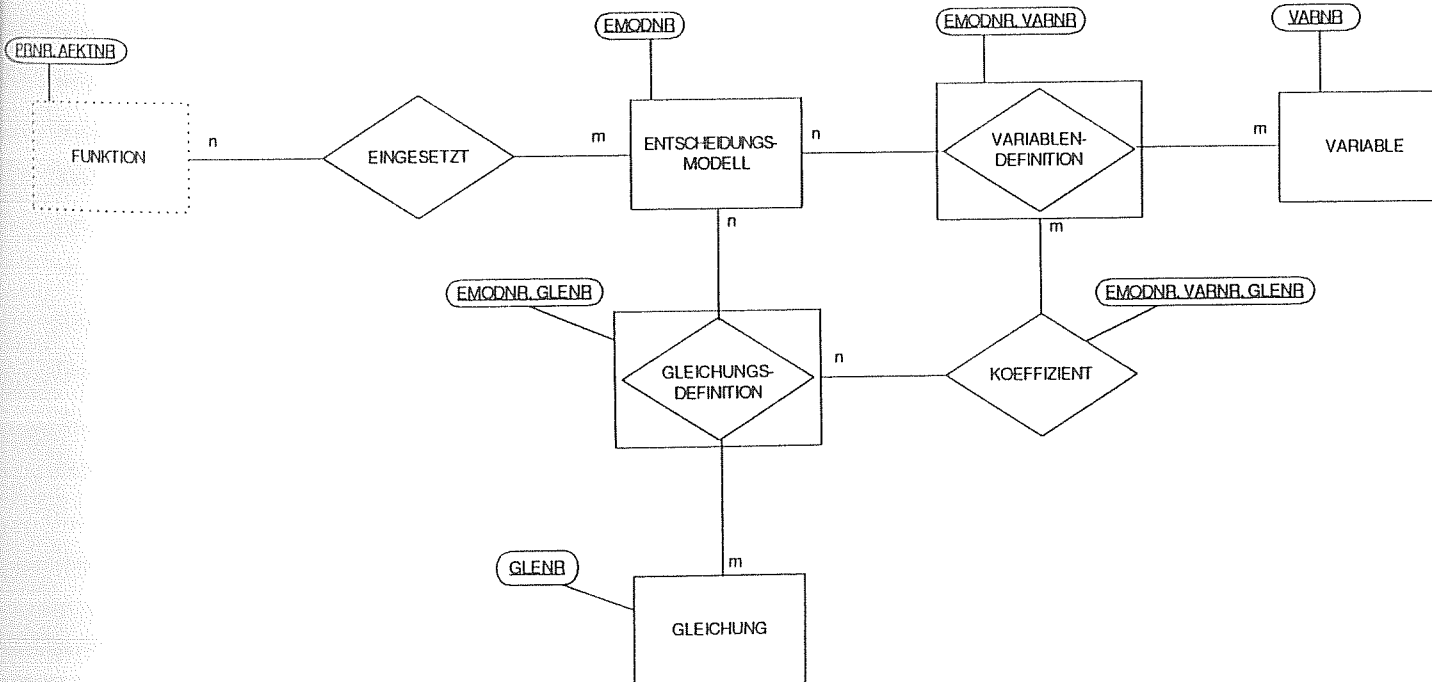 EMODNR
EMODNR, VARNR
VARNR
PRNR, AFKTNR
FUNKTION
n
EINGESETZT
m
ENTSCHEIDUNGS-
MODELL
n
VARIABLEN-
DEFINITION
m
VARIABLE
n
m
EMODNR, GLENR
EMODNR, VARNR, GLENR
GLEICHUNGS-
DEFINITION
n
KOEFFIZIENT
m
GLENR
GLEICHUNG